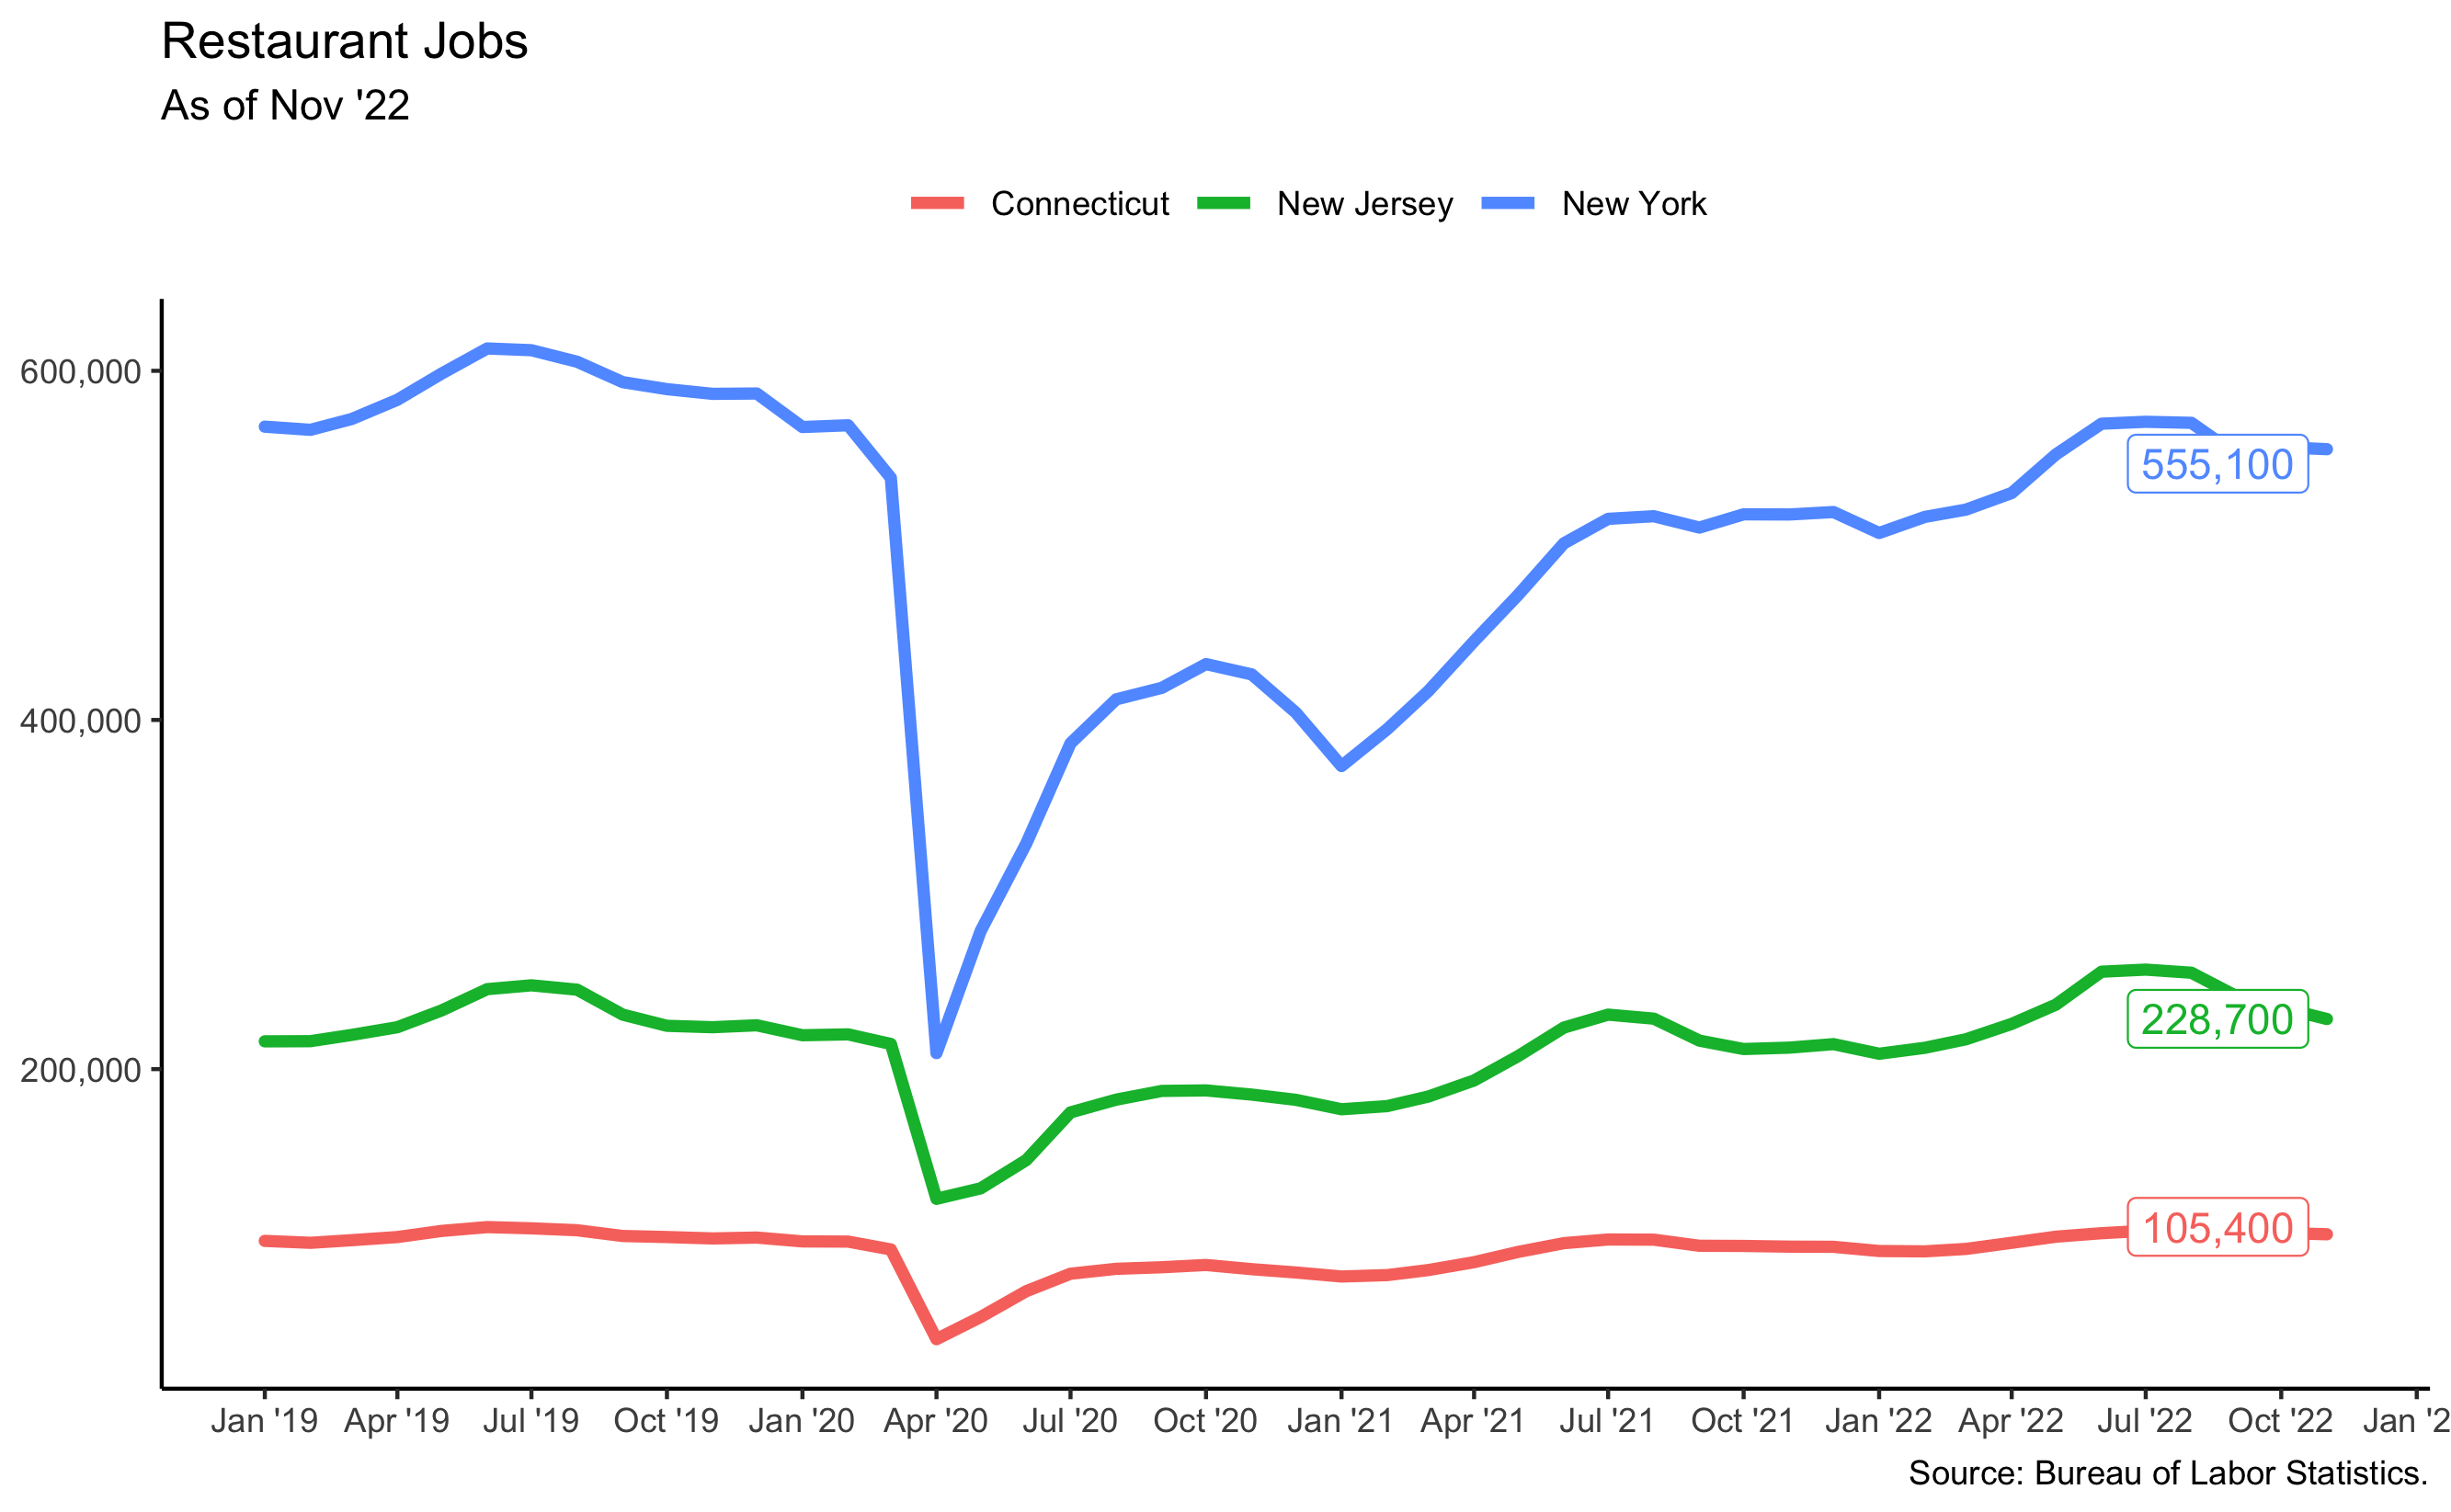 Restaurant Jobs
As of Nov '22
Connecticut New Jersey New York
600,000
400,000
200,000
555,100
228,700
105,400
Jan '19 Apr '19 Jul '19 Oct '19 Jan '20 Apr '20 Jul '20 Oct '20 Jan '21 Apr '21 Jul '21 Oct '21 Jan '22 Apr '22 Jul '22 Oct '22 Jan '2
Source: Bureau of Labor Statistics.